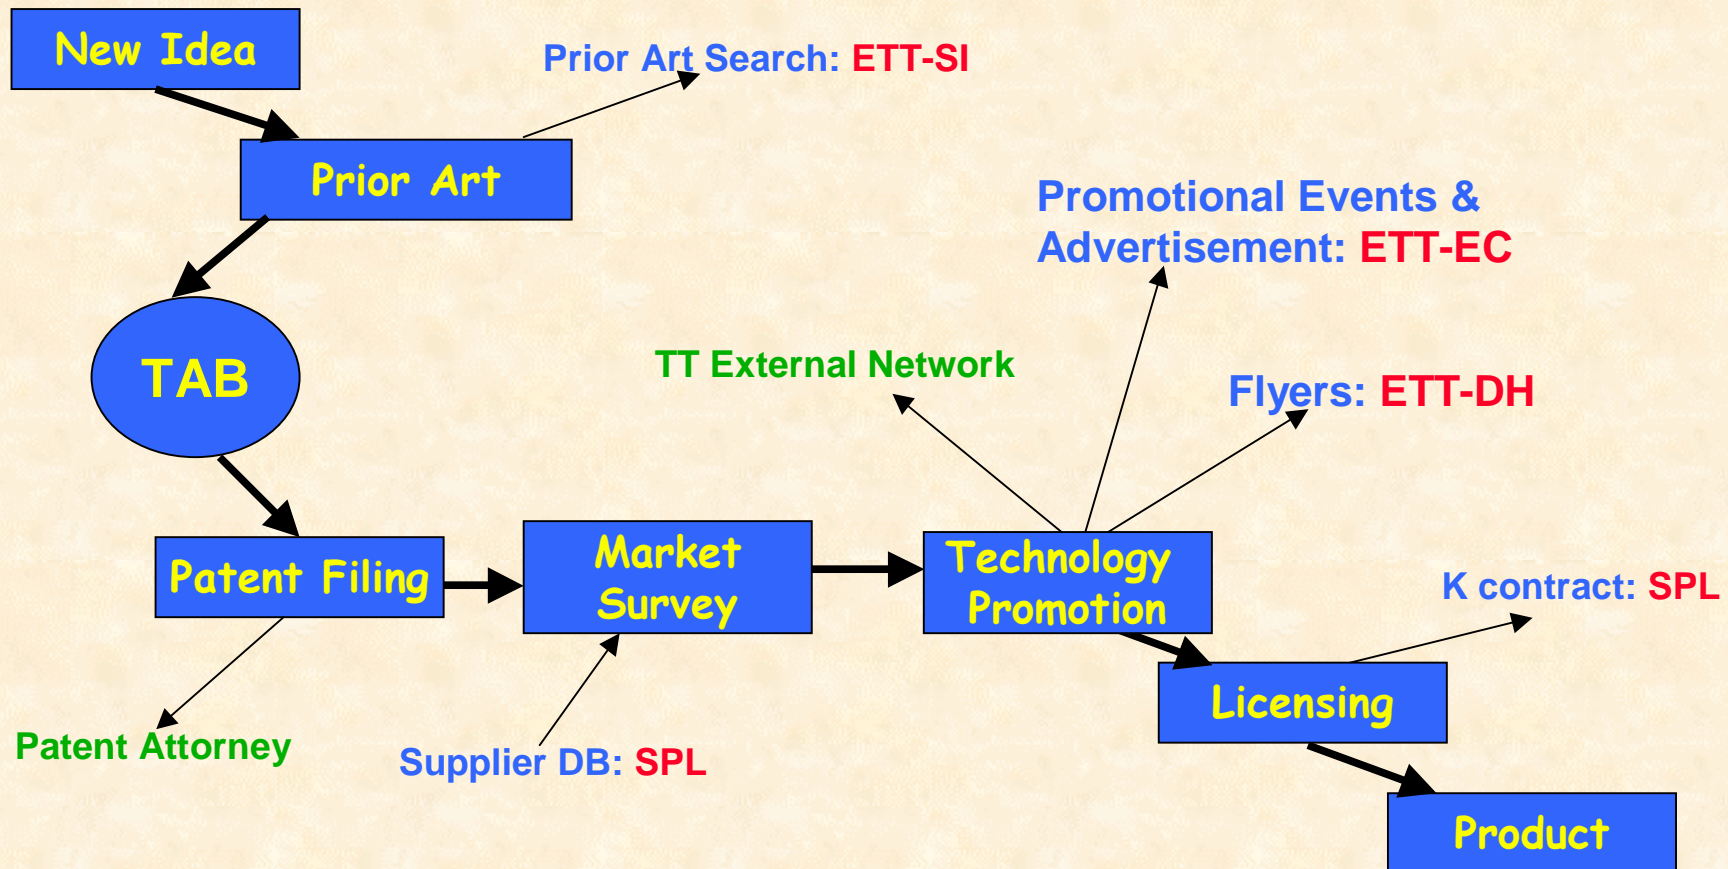 New Idea
Prior Art Search: ETT-SI
Prior Art
Promotional Events &
Advertisement: ETT-EC
TAB
TT External Network
Flyers: ETT-DH
Patent Filing
Market
Survey
Technology
Promotion
K contract: SPL
Licensing
Patent Attorney
Supplier DB: SPL
Product